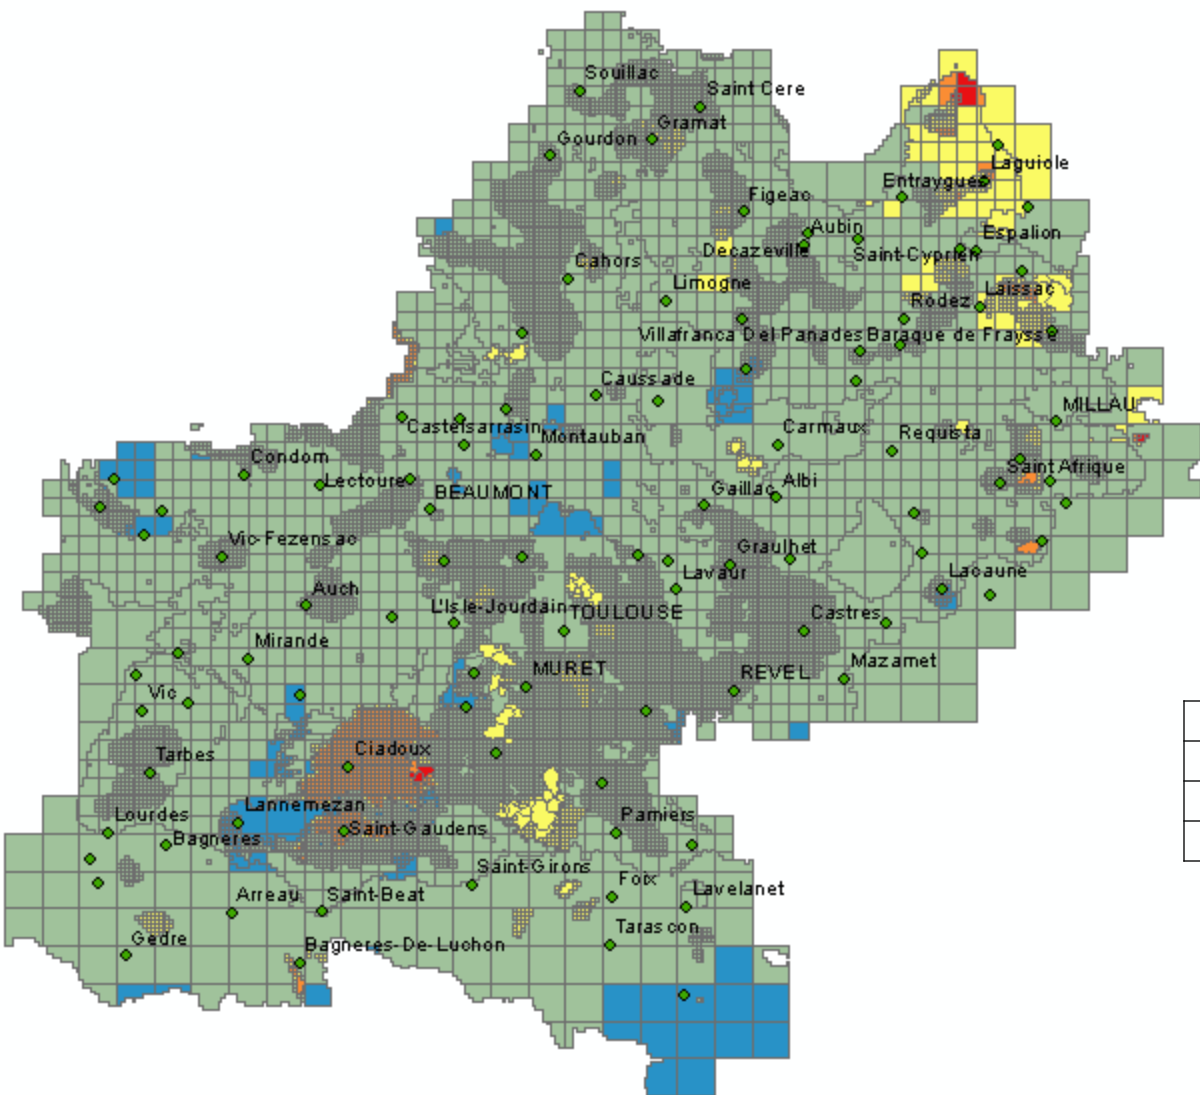 Souillac
Saint Cere
Gramat
Gourdon
Laguiole
Entraygues
Figeac
Aubin
Espalion
Decazeville
Saint-Cyprien
Cahors
Limogne
Laissac
Rodez
Villafranca Del Panades
Baraque de Fraysse
Caussade
MILLAU
Castelsarrasin
Montauban
Carmaux
Requista
Condom
Saint Afrique
Lectoure
BEAUMONT
Gaillac
Albi
Vic-Fezensac
Graulhet
Lavaur
Lacaune
Auch
L'Isle-Jourdain
TOULOUSE
Castres
Mirande
MURET
REVEL
Mazamet
Vic
Tarbes
Ciadoux
Lannemezan
Lourdes
Saint-Gaudens
Pamiers
Bagneres
Saint-Girons
Foix
Lavelanet
Arreau
Saint-Beat
Tarascon
Gedre
Bagneres-De-Luchon